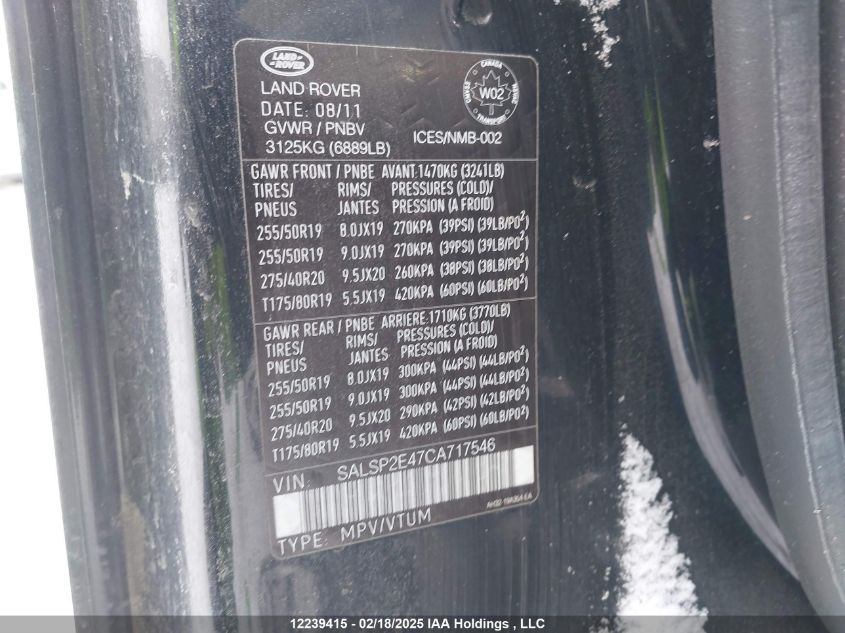 LAND ROVER
LAND ROVER
DATE: 08/11
GVWR / PNBV
3125KG (6889LB)
CANADA
W02
TRANSPORT
ICES/NMB-002
GAWR FRONT / PNBE AVANT:1470KG (3241LB)
TIRES/ RIMS/ PRESSURES (COLD)/
PNEUS JANTES PRESSION (A FROID)
255/50R19 8.0JX19 270KPA (39PSI) (39LB/PO²)
255/50R19 9.0JX19 270KPA (39PSI) (39LB/PO²)
275/40R20 9.5JX20 260KPA (38PSI) (38LB/PO²)
T175/80R19 5.5JX19 420KPA (60PSI) (60LB/PO²)
GAWR REAR / PNBE ARRIERE:1710KG (3770LB)
TIRES/ RIMS/ PRESSURES (COLD)/
PNEUS JANTES PRESSION (A FROID)
255/50R19 8.0JX19 300KPA (44PSI) (44LB/PO²)
255/50R19 9.0JX19 300KPA (44PSI) (44LB/PO²)
275/40R20 9.5JX20 290KPA (42PSI) (42LB/PO²)
T175/80R19 5.5JX19 420KPA (60PSI) (60LB/PO²)
VIN SALSP2E47CA717546
TYPE: MPV/VTUM
12239415 - 02/18/2025 IAA Holdings , LLC